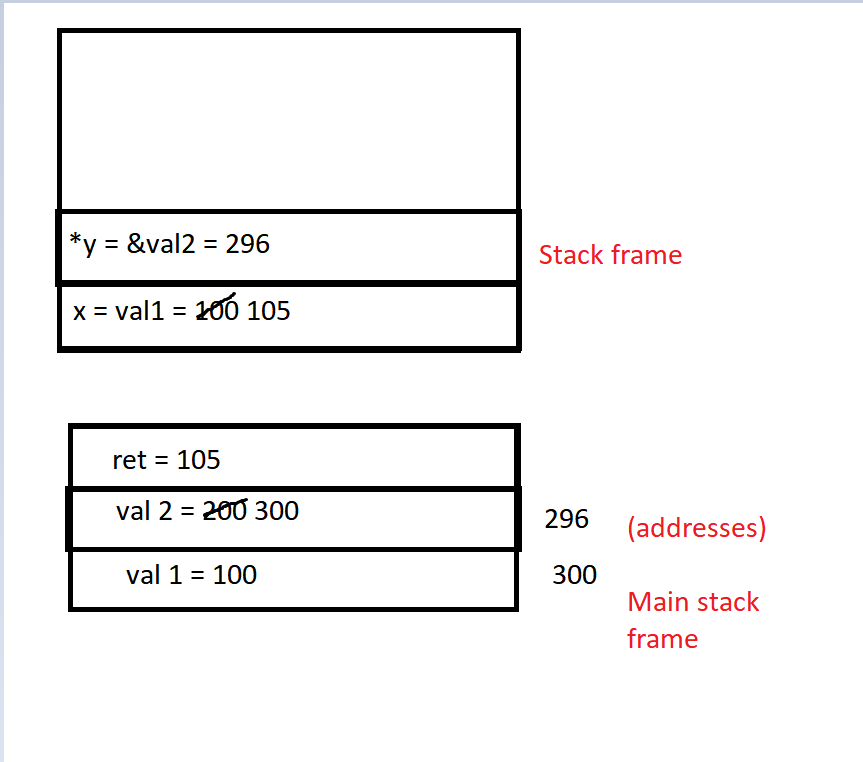 *y = &val2 = 296
Stack frame
x = val1 = 100 105
ret = 105
val 2 = 200 300
296
(addresses)
val 1 = 100
300
Main stack
frame